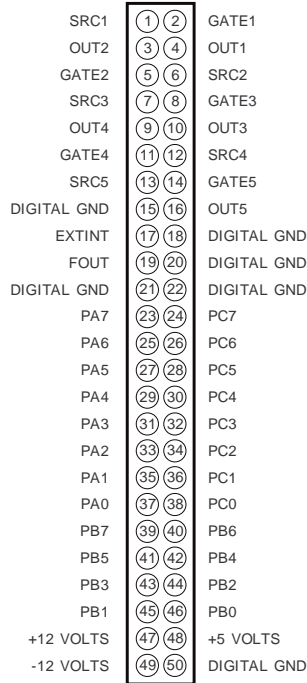 SRC1 1 2 GATE1
OUT2 3 4 OUT1
GATE2 5 6 SRC2
SRC3 7 8 GATE3
OUT4 9 10 OUT3
GATE4 11 12 SRC4
SRC5 13 14 GATE5
DIGITAL GND 15 16 OUT5
EXTINT 17 18 DIGITAL GND
FOUT 19 20 DIGITAL GND
DIGITAL GND 21 22 DIGITAL GND
PA7 23 24 PC7
PA6 25 26 PC6
PA5 27 28 PC5
PA4 29 30 PC4
PA3 31 32 PC3
PA2 33 34 PC2
PA1 35 36 PC1
PA0 37 38 PC0
PB7 39 40 PB6
PB5 41 42 PB4
PB3 43 44 PB2
PB1 45 46 PB0
+12 VOLTS 47 48 +5 VOLTS
-12 VOLTS 49 50 DIGITAL GND